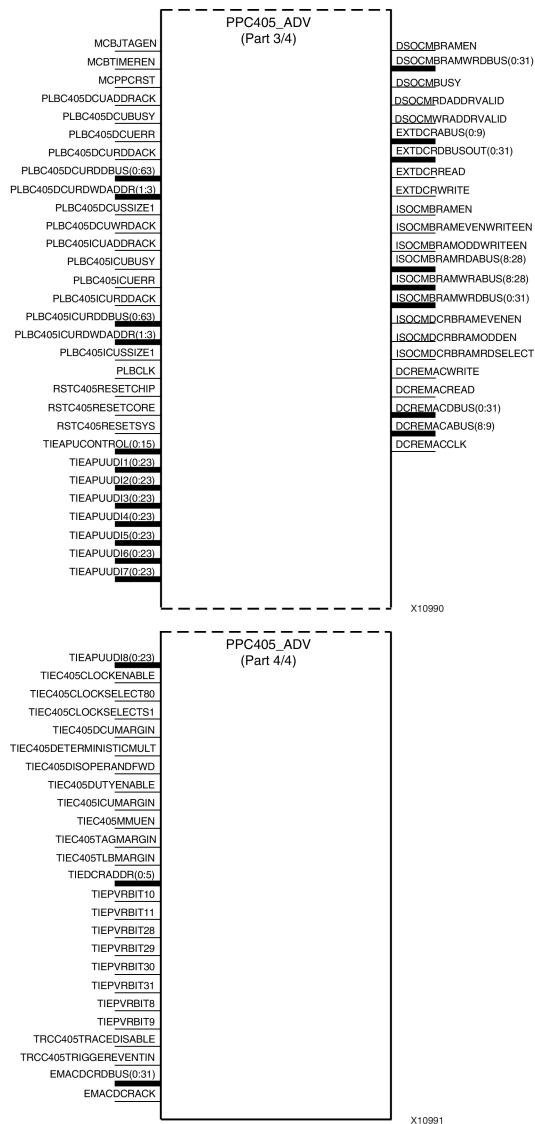 PPC405_ADV
(Part 3/4)
MCBJTAGEN
MCBTIMEREN
MCPPCRST
PLBC405DCUADDRACK
PLBC405DCUBUSY
PLBC405DCUERR
PLBC405DCURDDACK
PLBC405DCURDDBUS(0:63)
PLBC405DCURDWDADDR(1:3)
PLBC405DCUSSIZE1
PLBC405DCUWRDACK
PLBC405ICUADDRACK
PLBC405ICUBUSY
PLBC405ICUERR
PLBC405ICURDDACK
PLBC405ICURDDBUS(0:63)
PLBC405ICURDWDADDR(1:3)
PLBC405ICUSSIZE1
PLBCLK
RSTC405RESETCHIP
RSTC405RESETCORE
RSTC405RESETSYS
TIEAPUCONTROL(0:15)
TIEAPUUDI1(0:23)
TIEAPUUDI2(0:23)
TIEAPUUDI3(0:23)
TIEAPUUDI4(0:23)
TIEAPUUDI5(0:23)
TIEAPUUDI6(0:23)
TIEAPUUDI7(0:23)
DSOCMBRAMEN
DSOCMBRAMWRDBUS(0:31)
DSOCMBUSY
DSOCMRDADDRVALID
DSOCMWRADDRVALID
EXTDCRABUS(0:9)
EXTDCRDBUSOUT(0:31)
EXTDCRREAD
EXTDCRWRITE
ISOCMBRAMEN
ISOCMBRAMEVENWRITEEN
ISOCMBRAMODDWRITEEN
ISOCMBRAMRDABUS(8:28)
ISOCMBRAMWRABUS(8:28)
ISOCMBRAMWRDBUS(0:31)
ISOCMDCRBRAMEVENEN
ISOCMDCRBRAMODDEN
ISOCMDCRBRAMRDSELECT
DCREMACWRITE
DCREMACREAD
DCREMACDBUS(0:31)
DCREMACABUS(8:9)
DCREMACCLK
X10990
PPC405_ADV
(Part 4/4)
TIEAPUUDI8(0:23)
TIEC405CLOCKENABLE
TIEC405CLOCKSELECT80
TIEC405CLOCKSELECTS1
TIEC405DCUMARGIN
TIEC405DETERMINISTICMULT
TIEC405DISOPERANDFWD
TIEC405DUTYENABLE
TIEC405ICUMARGIN
TIEC405MMUEN
TIEC405TAGMARGIN
TIEC405TLBMARGIN
TIEDCRADDR(0:5)
TIEPVRBIT10
TIEPVRBIT11
TIEPVRBIT28
TIEPVRBIT29
TIEPVRBIT30
TIEPVRBIT31
TIEPVRBIT8
TIEPVRBIT9
TRCC405TRACEDISABLE
TRCC405TRIGGEREVENTIN
EMACDCRDBUS(0:31)
EMACDCRACK
X10991